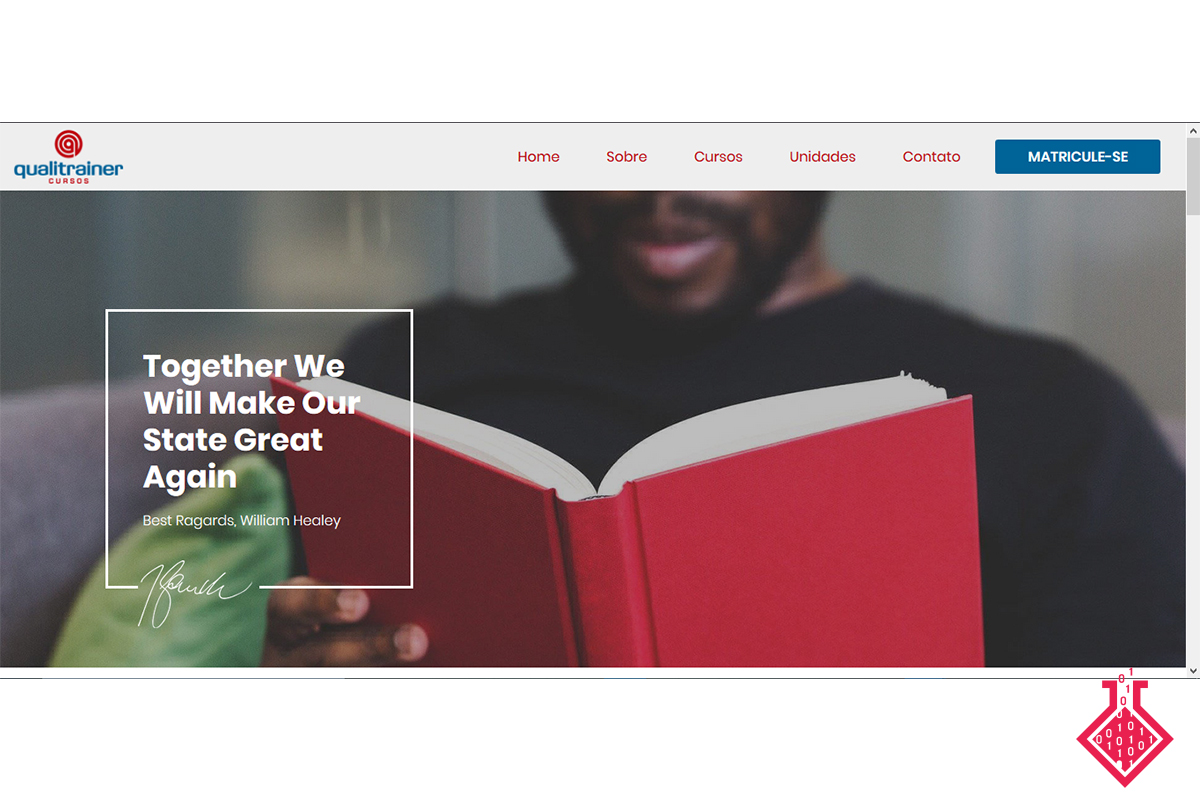 qualitrainer
CURSOS
Home Sobre Cursos Unidades Contato MATRICULE-SE
Together We
Will Make Our
State Great
Again
Best Ragards, William Healey